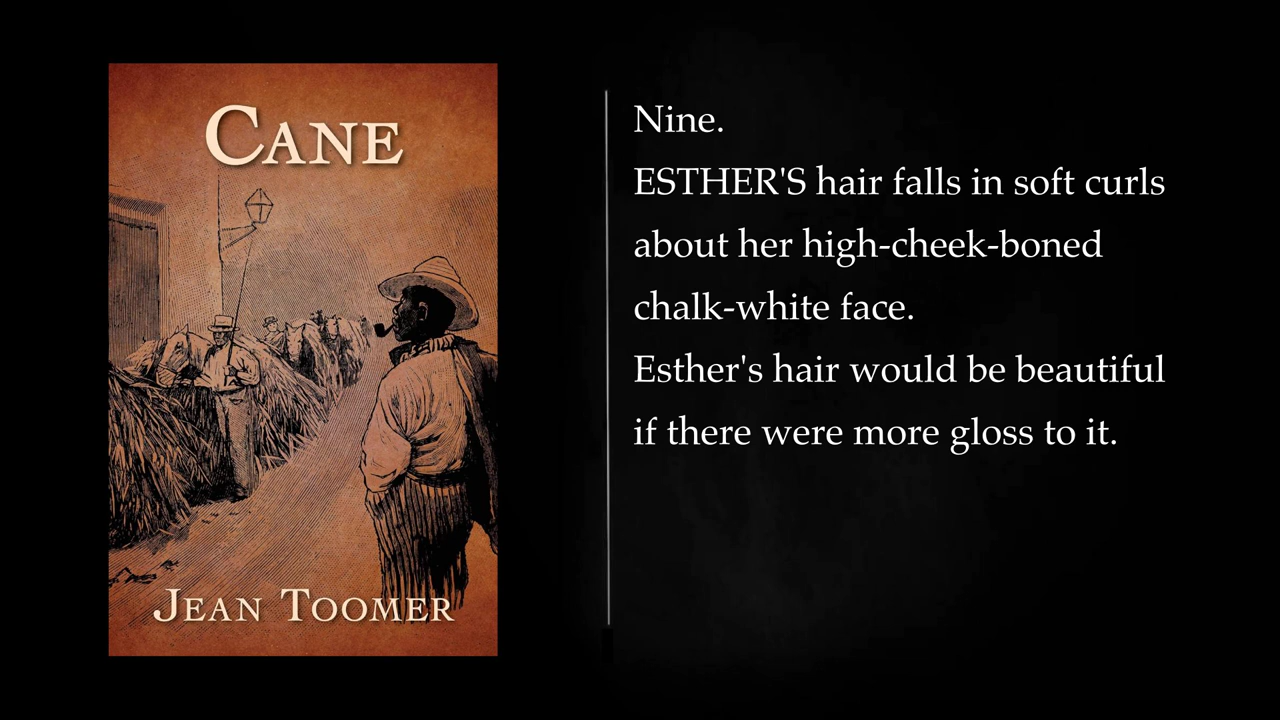 CANE
JEAN TOOMER
Nine.
ESTHER'S hair falls in soft curls
about her high-cheek-boned
chalk-white face.
Esther's hair would be beautiful
if there were more gloss to it.